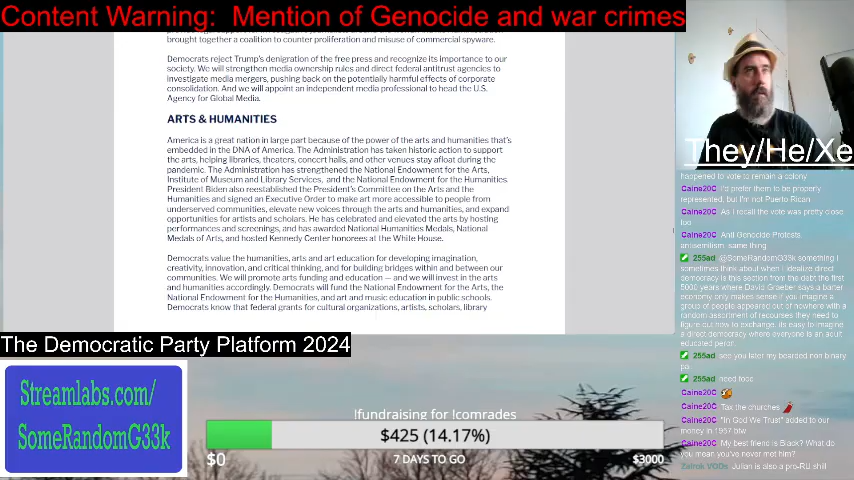 Content Warning: Mention of Genocide and war crimes
brought together a coalition to counter proliferation and misuse of commercial spyware.
Democrats reject Trump's denigration of the free press and recognize its importance to our
society. We will strengthen media ownership rules and direct federal antitrust agencies to
investigate media mergers, pushing back on the potentially harmful effects of corporate
consolidation. And we will appoint an independent media professional to head the U.S.
Agency for Global Media.
ARTS & HUMANITIES
America is a great nation in large part because of the power of the arts and humanities that's
embedded in the DNA of America. The Administration has taken historic action to support
the arts, helping libraries, theaters, concert halls, and other venues stay afloat during the
pandemic. The Administration has strengthened the National Endowment for the Arts,
Institute of Museum and Library Services, and the National Endowment for the Humanities.
President Biden also reestablished the President's Committee on the Arts and the
Humanities and signed an Executive Order to make art more accessible to people from
underserved communities, elevate new voices through the arts and humanities, and expand
opportunities for artists and scholars. He has celebrated and elevated the arts by hosting
performances and screenings, and has awarded National Humanities Medals, National
Medals of Arts, and hosted Kennedy Center honorees at the White House.
Democrats value the humanities, arts and art education for developing imagination,
creativity, innovation, and critical thinking, and for building bridges within and between our
communities. We will promote arts funding and education — and we will invest in the arts
and humanities accordingly. Democrats will fund the National Endowment for the Arts, the
National Endowment for the Humanities, and art and music education in public schools.
Democrats know that federal grants for cultural organizations, artists, scholars, library
They/He/Xe
happened to vote to remain a colony
Caine20C I'd prefer them to be properly
represented, but I'm not Puerto Rican
Caine20C As I recall the vote was pretty close
too
Caine20C Anti Genocide Protests,
antisemitism, same thing
255ad @SomeRandomG33k something i
sometimes think about when I idealize direct
democracy is this section from the debt the first
5000 years where David Graeber says a barter
economy only makes sense if you imagine a
group of people appeared out of nowhere with a
random assortment of recourses they need to
figure out how to exchange. its easy to imagine
a direct democracy where everyone is an adult
educated peron.
255ad see you later my bearded non binary
255ad need food
Caine20C
Caine20C Tax the churches
Caine20C "In God We Trust" added to our
money in 1957 btw
Caine20C My best friend is Black? What do
you mean you've never met him?
Zairok VODs Julian is also a pro-RU shill
The Democratic Party Platform 2024
Streamlabs.com/
SomeRandomG33k
!fundraising for !comrades
$425 (14.17%)
$0
7 DAYS TO GO
$3000